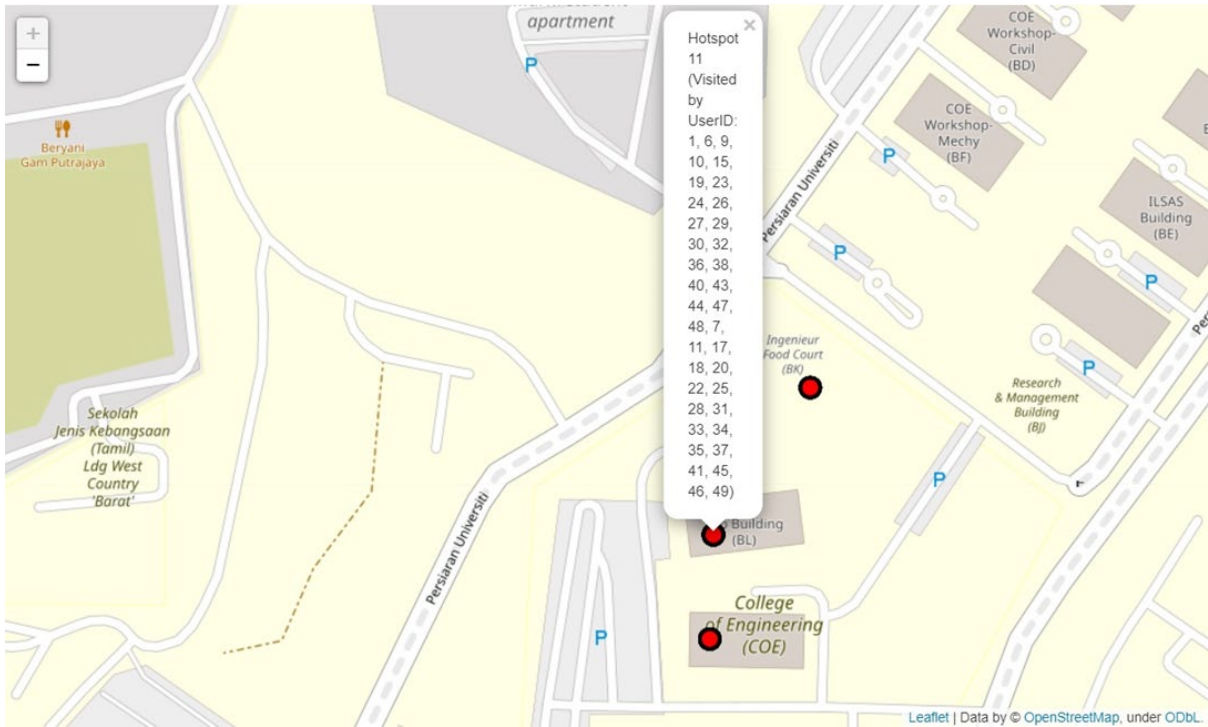 +
−
apartment
P
Beryani
Gam Putrajaya
×
Hotspot
11
(Visited
by
UserID:
1, 6, 9,
10, 15,
19, 23,
24, 26,
27, 29,
30, 32,
36, 38,
40, 43,
44, 47,
48, 7,
11, 17,
18, 20,
22, 25,
28, 31,
33, 34,
35, 37,
41, 45,
46, 49)
COE
Workshop-
Civil
(BD)
COE
Workshop-
Mechy
(BF)
P
ILSAS
Building
(BE)
Persiaran Universiti
P
P
Ingenieur
Food Court
(BK)
P
Research
& Management
Building
(BJ)
Sekolah
Jenis Kebangsaan
(Tamil)
Ldg West
Country
'Barat'
P
Persiaran Universiti
Building
(BL)
College
of Engineering
(COE)
P
Leaflet | Data by © OpenStreetMap, under ODbL.